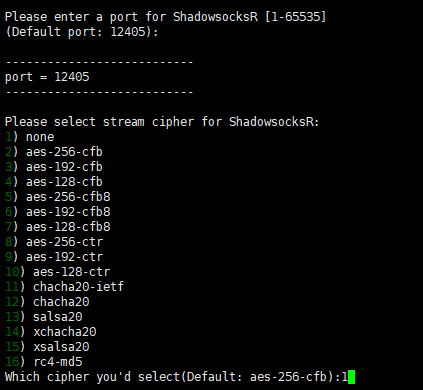 Please enter a port for ShadowsocksR [1-65535]
(Default port: 12405):
---------------------------
port = 12405
---------------------------
Please select stream cipher for ShadowsocksR:
1) none
2) aes-256-cfb
3) aes-192-cfb
4) aes-128-cfb
5) aes-256-cfb8
6) aes-192-cfb8
7) aes-128-cfb8
8) aes-256-ctr
9) aes-192-ctr
10) aes-128-ctr
11) chacha20-ietf
12) chacha20
13) salsa20
14) xchacha20
15) xsalsa20
16) rc4-md5
Which cipher you'd select(Default: aes-256-cfb):1